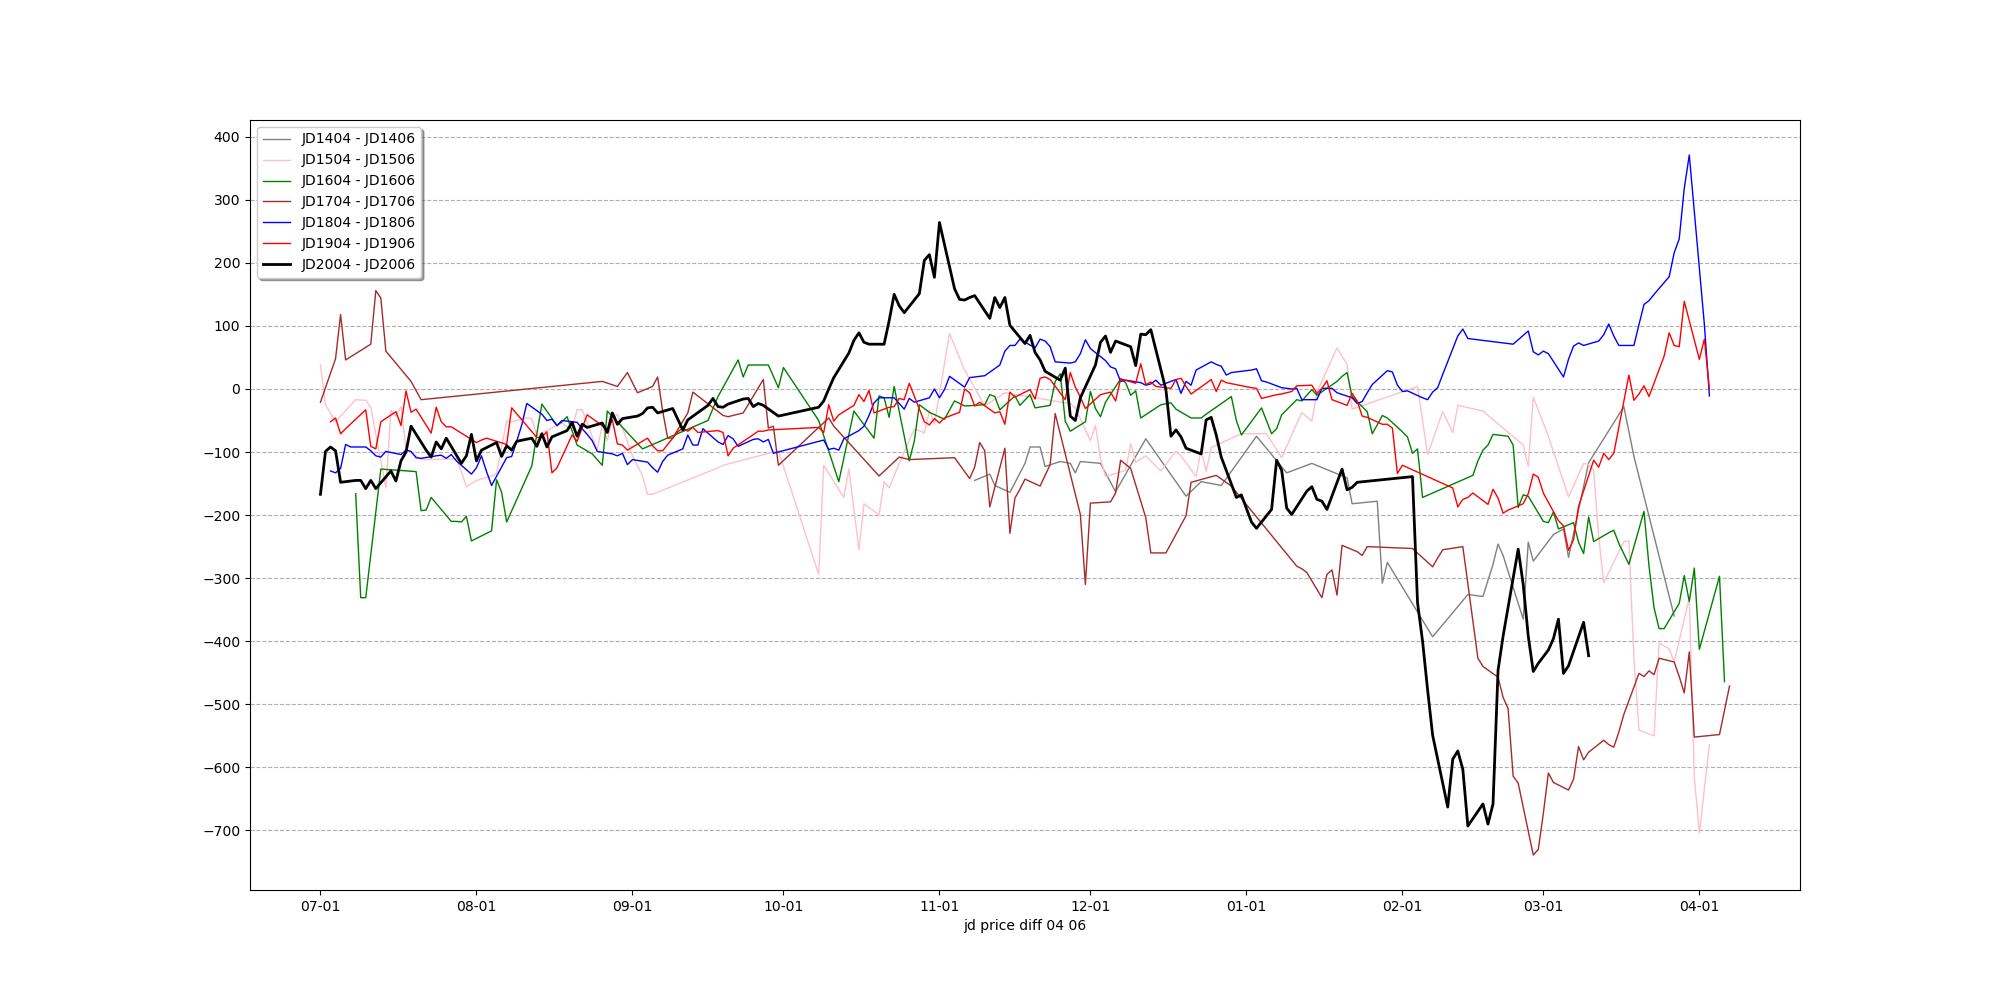 JD1404 - JD1406
JD1504 - JD1506
JD1604 - JD1606
JD1704 - JD1706
JD1804 - JD1806
JD1904 - JD1906
JD2004 - JD2006
400
300
200
100
0
−100
−200
−300
−400
−500
−600
−700
07-01 08-01 09-01 10-01 11-01 12-01 01-01 02-01 03-01 04-01
jd price diff 04 06